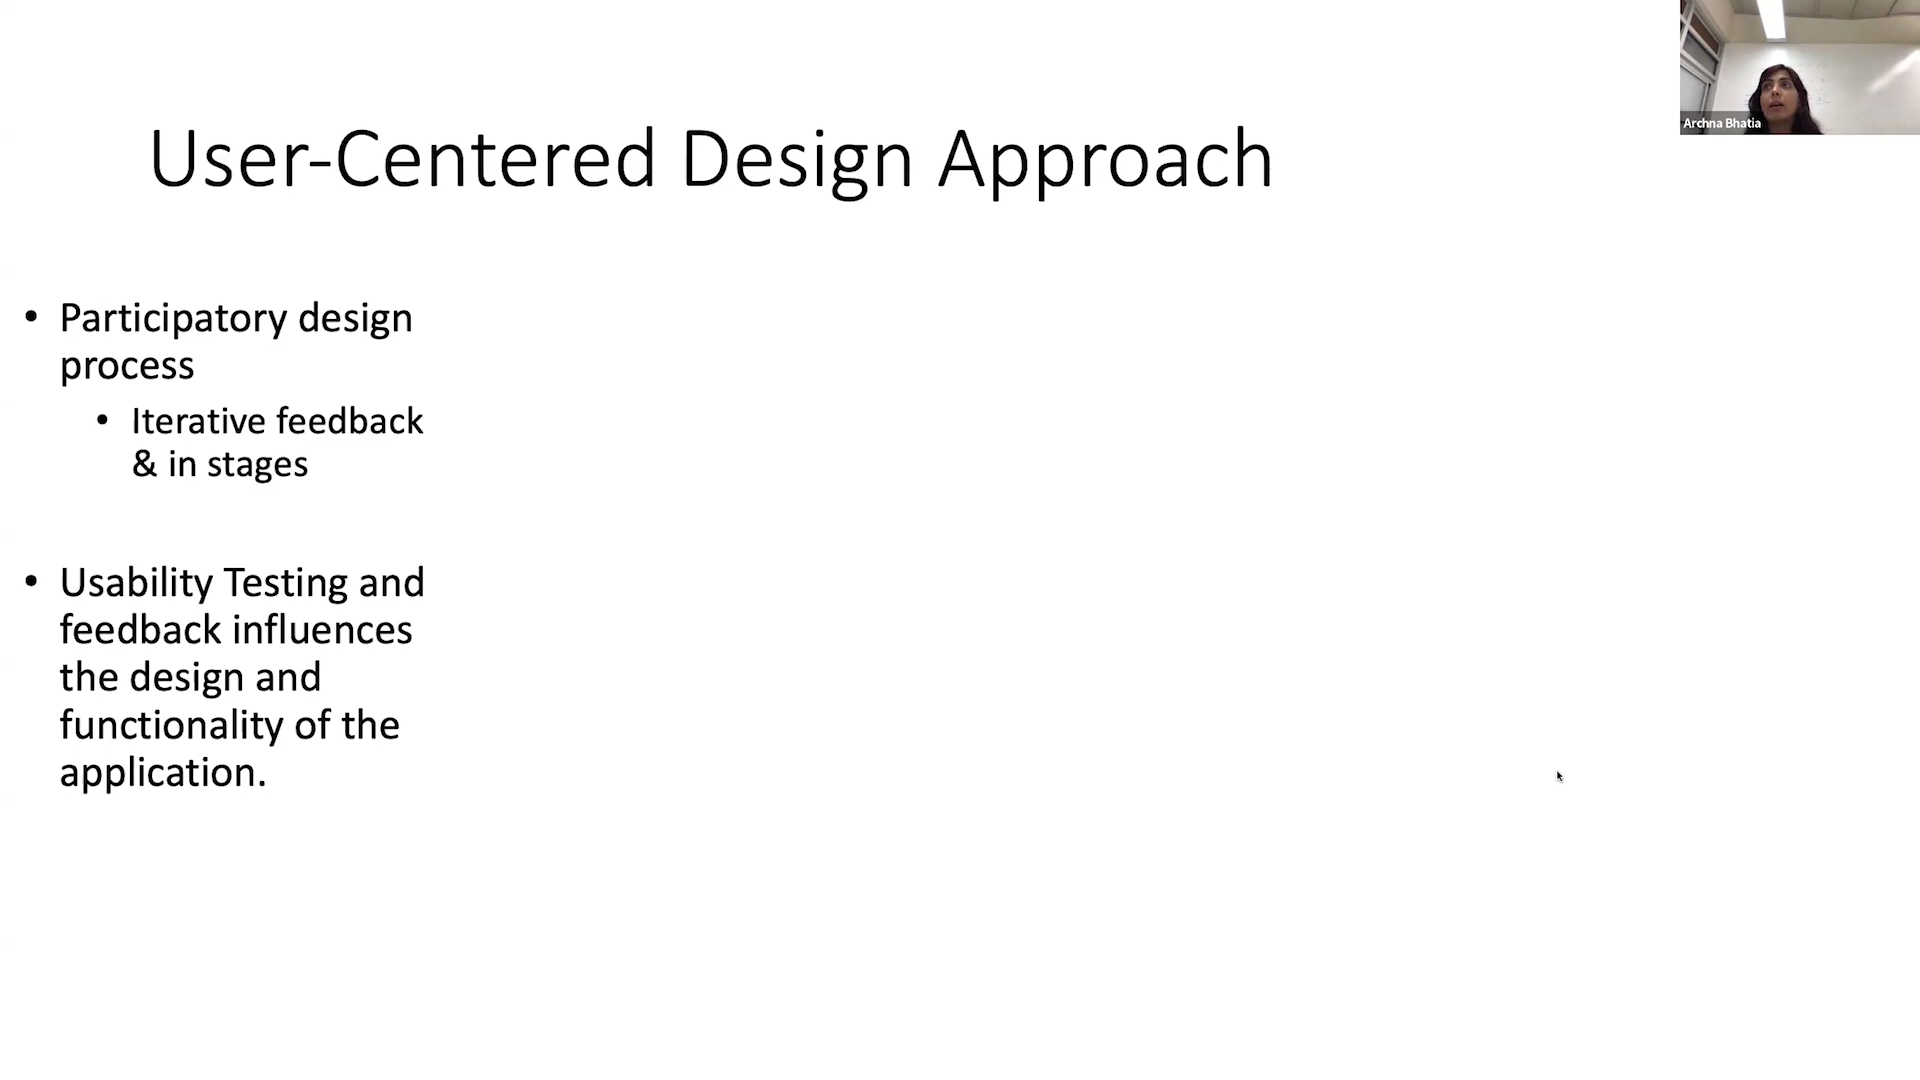 User-Centered Design Approach
Archna Bhatia
• Participatory design
process
• Iterative feedback
& in stages
• Usability Testing and
feedback influences
the design and
functionality of the
application.